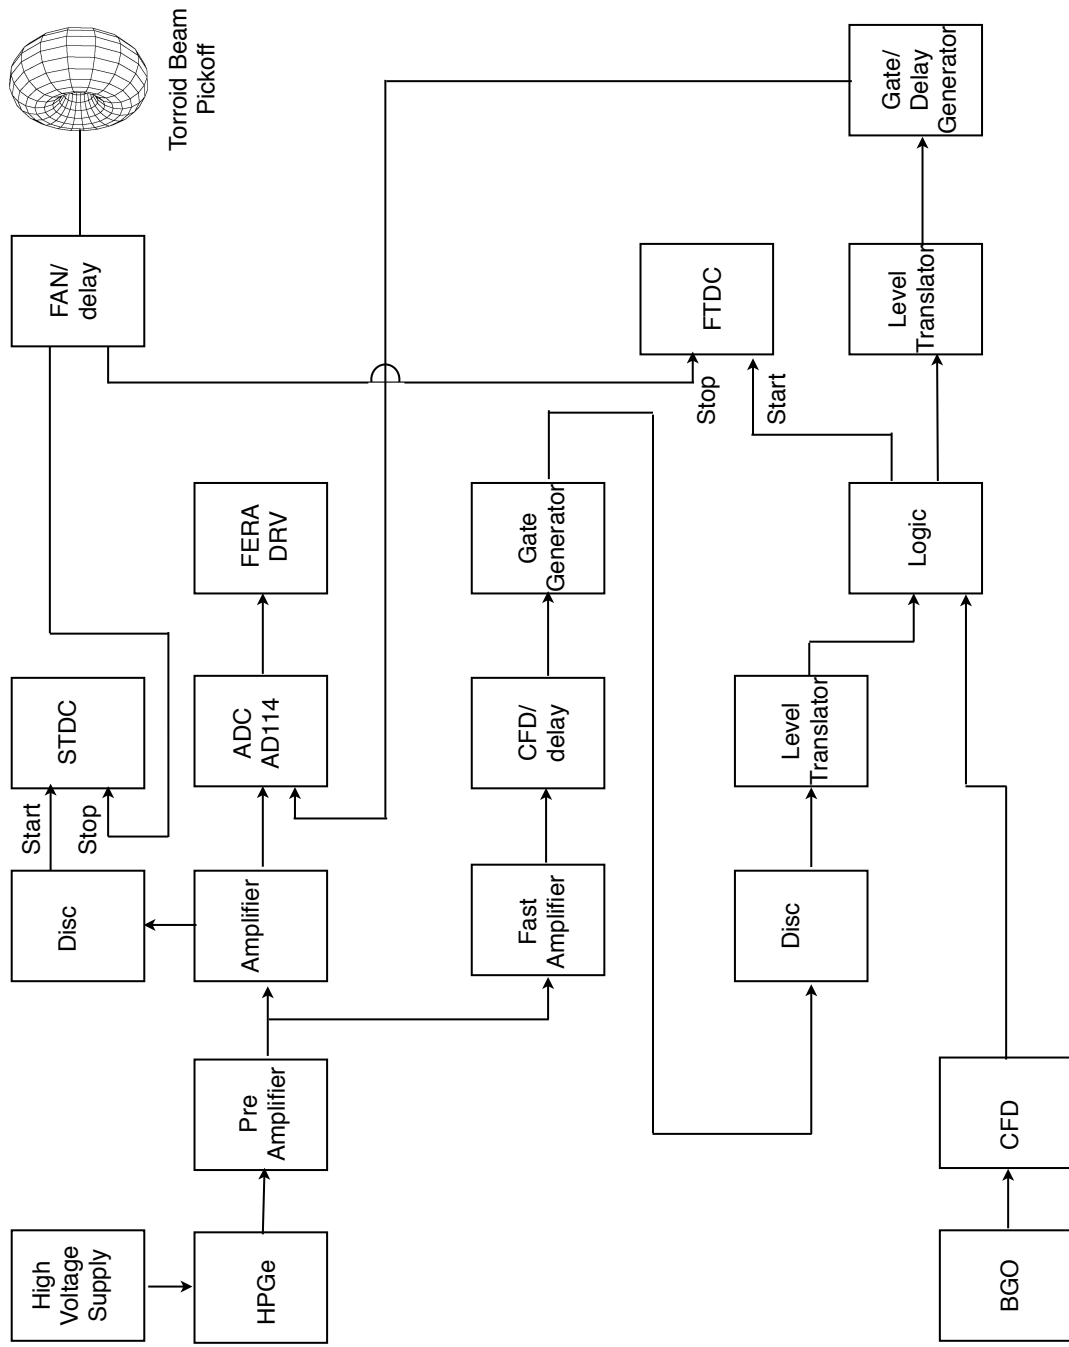 High
Voltage
Supply
Disc
Start
Stop
STDC
FAN/
delay
Torroid Beam
Pickoff
HPGe
Pre
Amplifier
Amplifier
ADC
AD114
FERA
DRV
Fast
Amplifier
CFD/
delay
Gate
Generator
Stop
Start
FTDC
Disc
Level
Translator
Logic
Level
Translator
Gate/
Delay
Generator
BGO
CFD